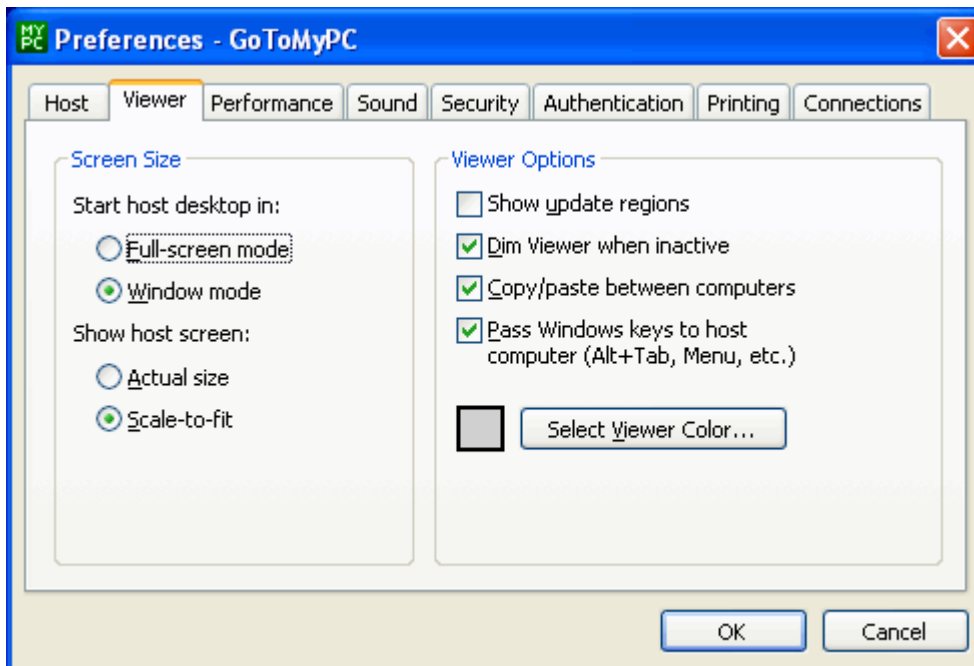 MY
PC
Preferences - GoToMyPC
Host
Viewer
Performance
Sound
Security
Authentication
Printing
Connections
Screen Size
Start host desktop in:
Full-screen mode
Window mode
Show host screen:
Actual size
Scale-to-fit
Viewer Options
Show update regions
Dim Viewer when inactive
Copy/paste between computers
Pass Windows keys to host
computer (Alt+Tab, Menu, etc.)
Select Viewer Color...
OK
Cancel